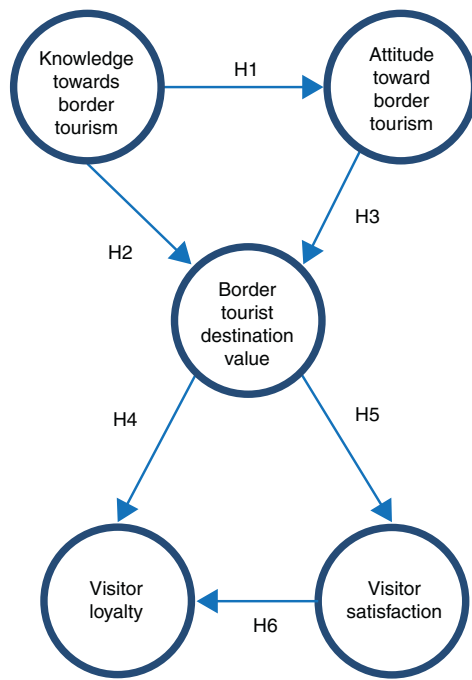 Knowledge
towards
border
tourism
H1
Attitude
toward
border
tourism
H2
H3
Border
tourist
destination
value
H4
H5
Visitor
loyalty
H6
Visitor
satisfaction